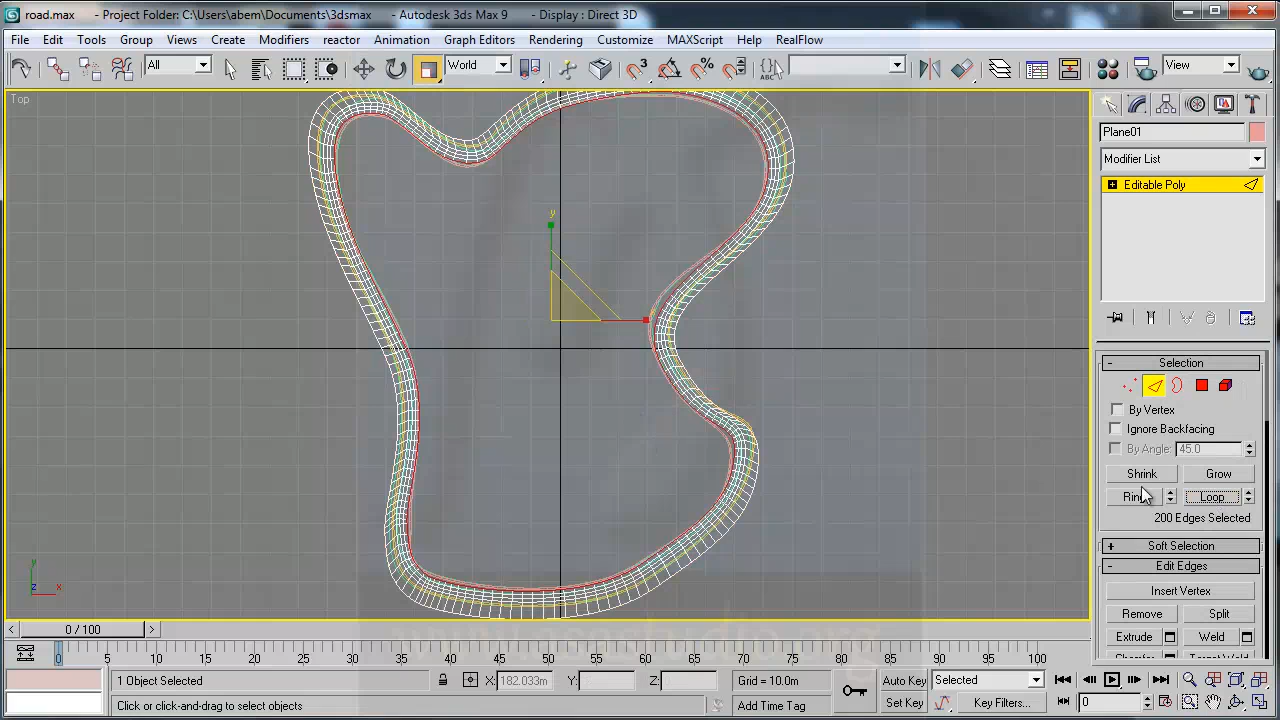 road.max - Project Folder: C:\Users\abem\Documents\3dsmax - Autodesk 3ds Max 9 - Display : Direct 3D
File Edit Tools Group Views Create Modifiers reactor Animation Graph Editors Rendering Customize MAXScript Help RealFlow
All World View
Top
y
Plane01
Modifier List
Editable Poly
Selection
By Vertex
Ignore Backfacing
By Angle: 45.0
Shrink Grow
Ring Loop
200 Edges Selected
Soft Selection
Edit Edges
Insert Vertex
Remove Split
Extrude Weld
y
z x
0 / 100
0 5 10 15 20 25 30 35 40 45 50 55 60 65 70 75 80 85 90 95 100
1 Object Selected X: 182.033m Y: Z: Grid = 10.0m Auto Key Selected
Click or click-and-drag to select objects Add Time Tag Set Key Key Filters... 0